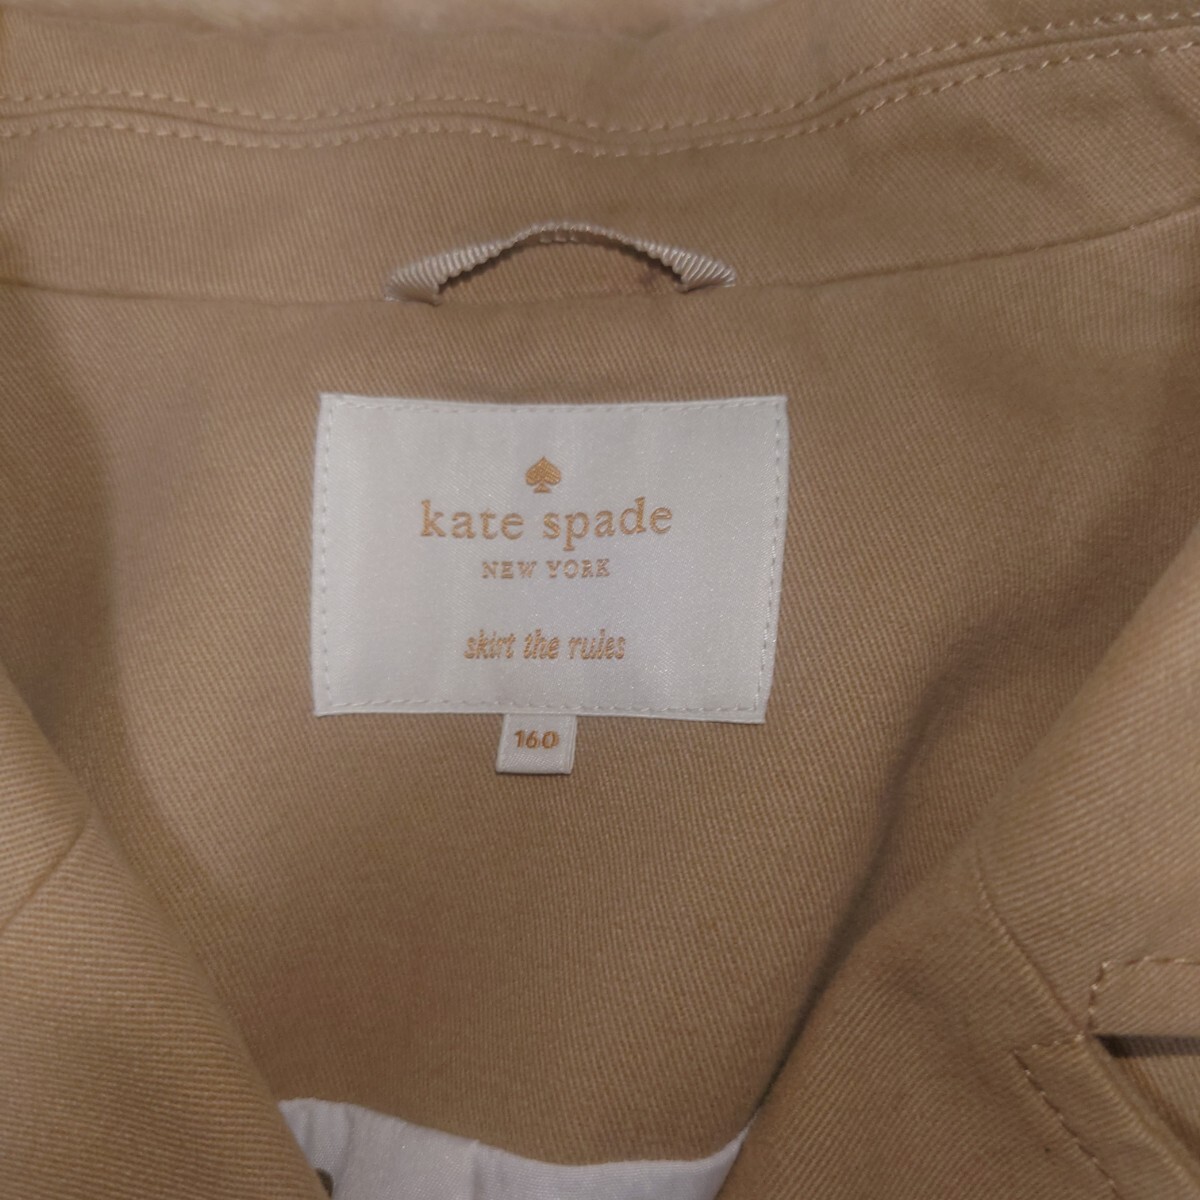 kate spade
NEW YORK
skirt the rules
160